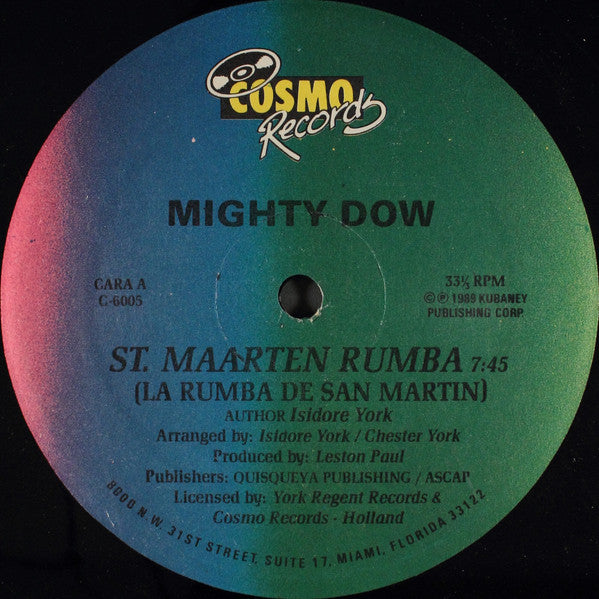 COSMO
Records
MIGHTY DOW
CARA A
C-6005
33⅓ RPM
© ℗ 1989 KUBANEY
PUBLISHING CORP.
ST. MAARTEN RUMBA 7:45
(LA RUMBA DE SAN MARTIN)
AUTHOR Isidore York
Arranged by: Isidore York / Chester York
Produced by: Leston Paul
Publishers: QUISQUEYA PUBLISHING / ASCAP
Licensed by: York Regent Records &
Cosmo Records - Holland
8000 N.W. 31ST STREET, SUITE 17, MIAMI, FLORIDA 33122